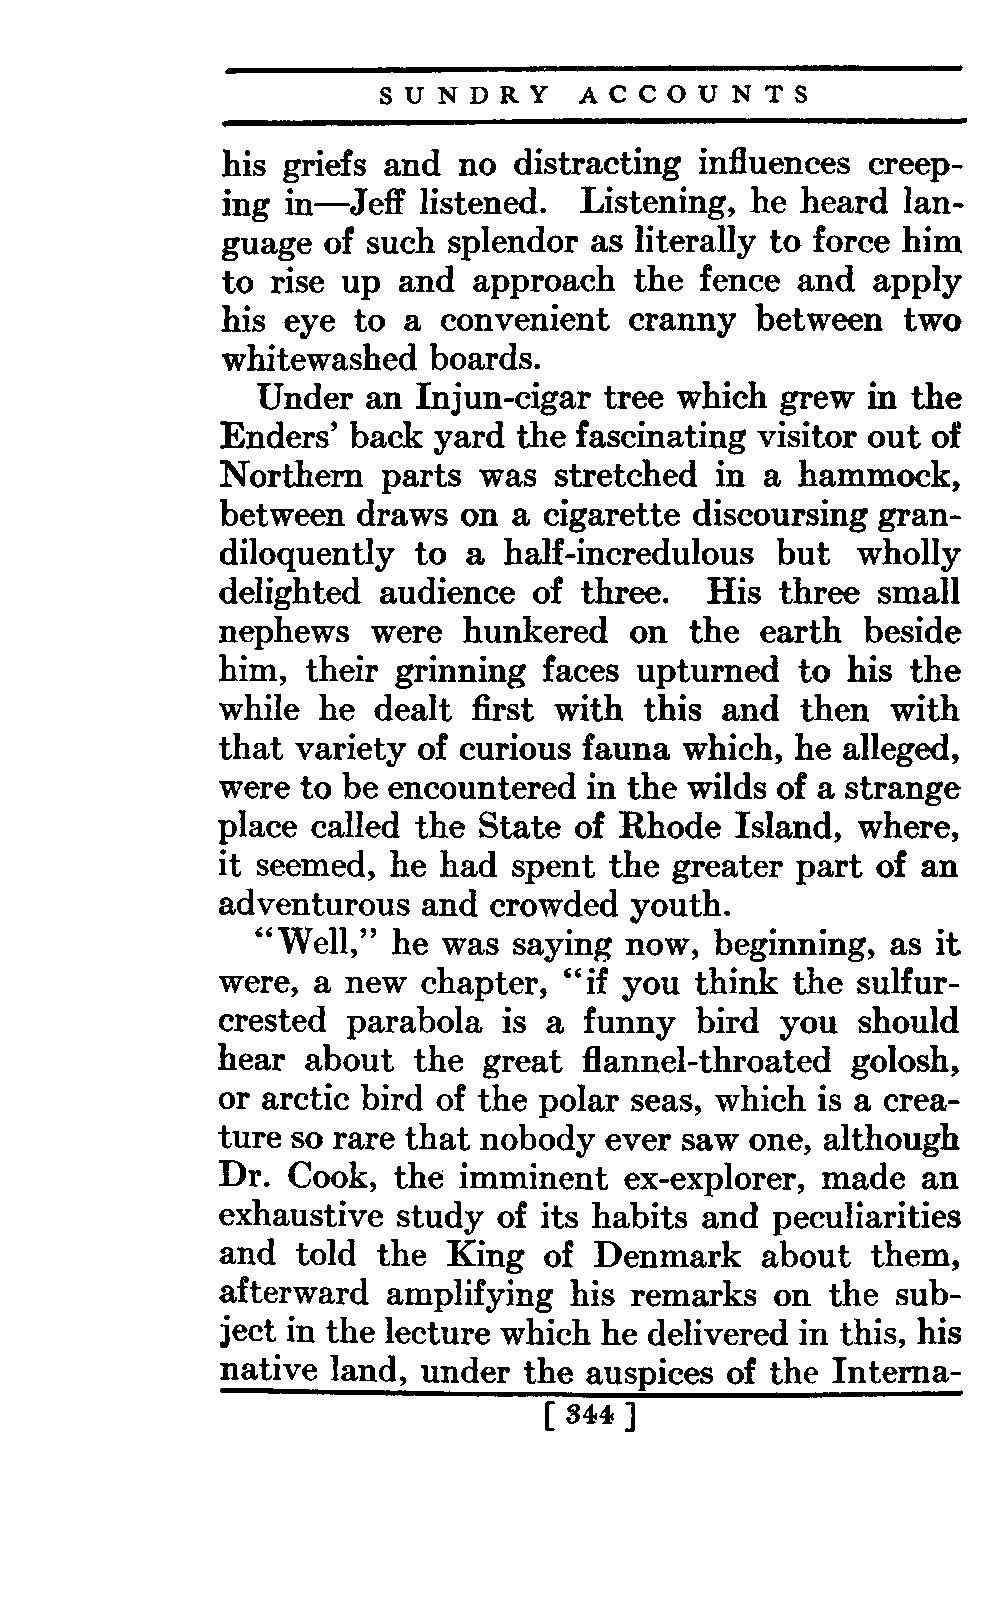 SUNDRY ACCOUNTS
his griefs and no distracting influences creep-
ing in—Jeff listened. Listening, he heard lan-
guage of such splendor as literally to force him
to rise up and approach the fence and apply
his eye to a convenient cranny between two
whitewashed boards.
Under an Injun-cigar tree which grew in the
Enders’ back yard the fascinating visitor out of
Northern parts was stretched in a hammock,
between draws on a cigarette discoursing gran-
diloquently to a half-incredulous but wholly
delighted audience of three. His three small
nephews were hunkered on the earth beside
him, their grinning faces upturned to his the
while he dealt first with this and then with
that variety of curious fauna which, he alleged,
were to be encountered in the wilds of a strange
place called the State of Rhode Island, where,
it seemed, he had spent the greater part of an
adventurous and crowded youth.
“Well,” he was saying now, beginning, as it
were, a new chapter, “if you think the sulfur-
crested parabola is a funny bird you should
hear about the great flannel-throated golosh,
or arctic bird of the polar seas, which is a crea-
ture so rare that nobody ever saw one, although
Dr. Cook, the imminent ex-explorer, made an
exhaustive study of its habits and peculiarities
and told the King of Denmark about them,
afterward amplifying his remarks on the sub-
ject in the lecture which he delivered in this, his
native land, under the auspices of the Interna-
[ 344 ]